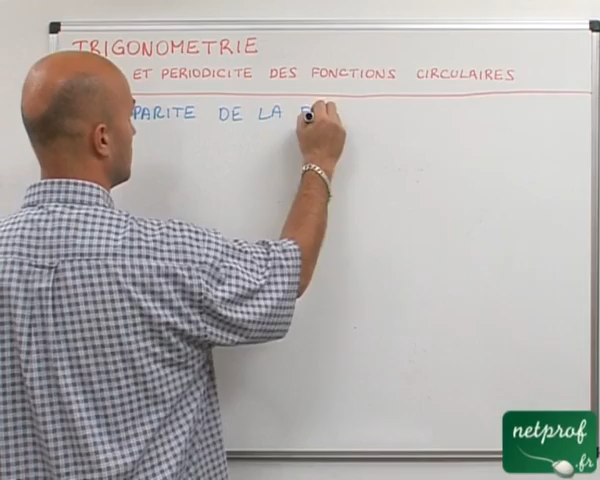 TRIGONOMETRIE
ET PERIODICITE DES FONCTIONS CIRCULAIRES
PARITE DE LA
netprof
.fr